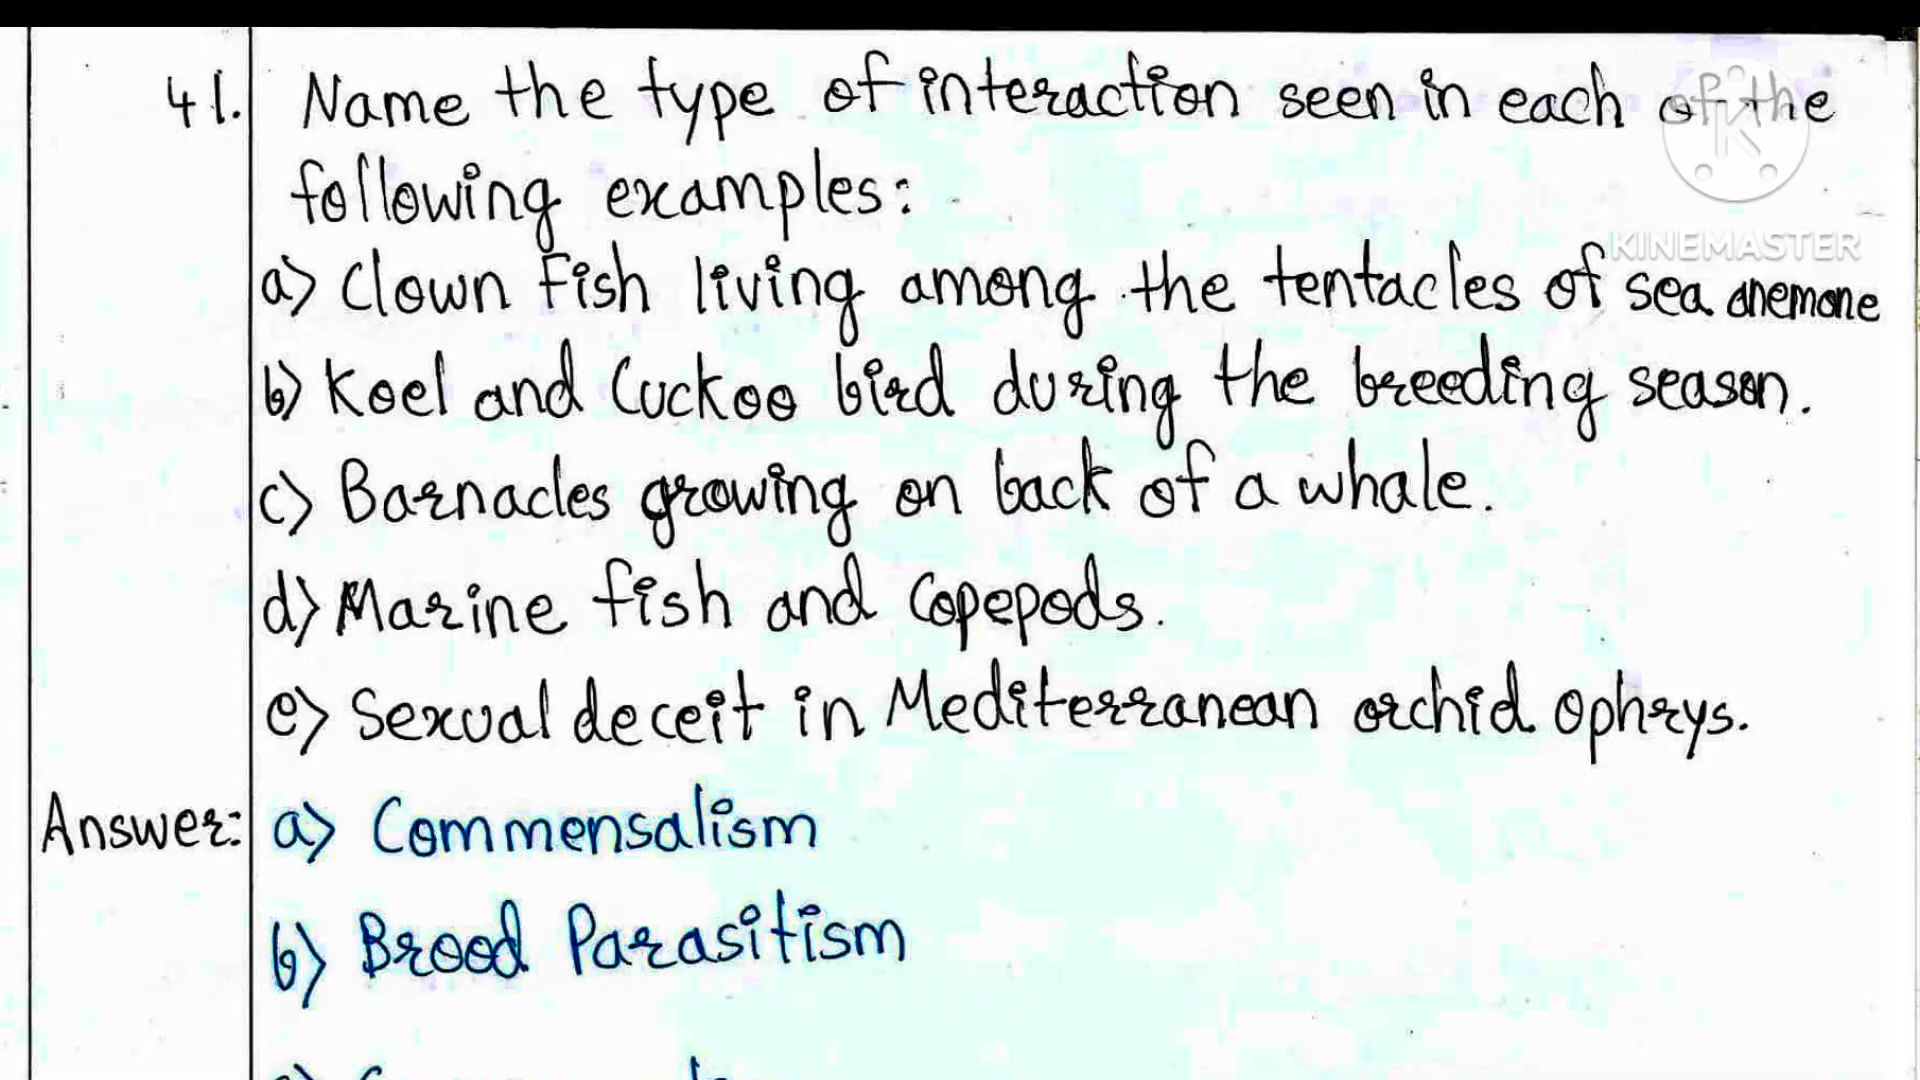 41. Name the type of interaction seen in each of the
following examples:
KINEMASTER
a) Clown Fish living among the tentacles of sea anemone
b) Koel and Cuckoo bird during the breeding season.
c) Barnacles growing on back of a whale.
d) Marine fish and Copepods.
e) Sexual deceit in Mediterranean orchid ophrys.
Answer: a) Commensalism
b) Brood Parasitism